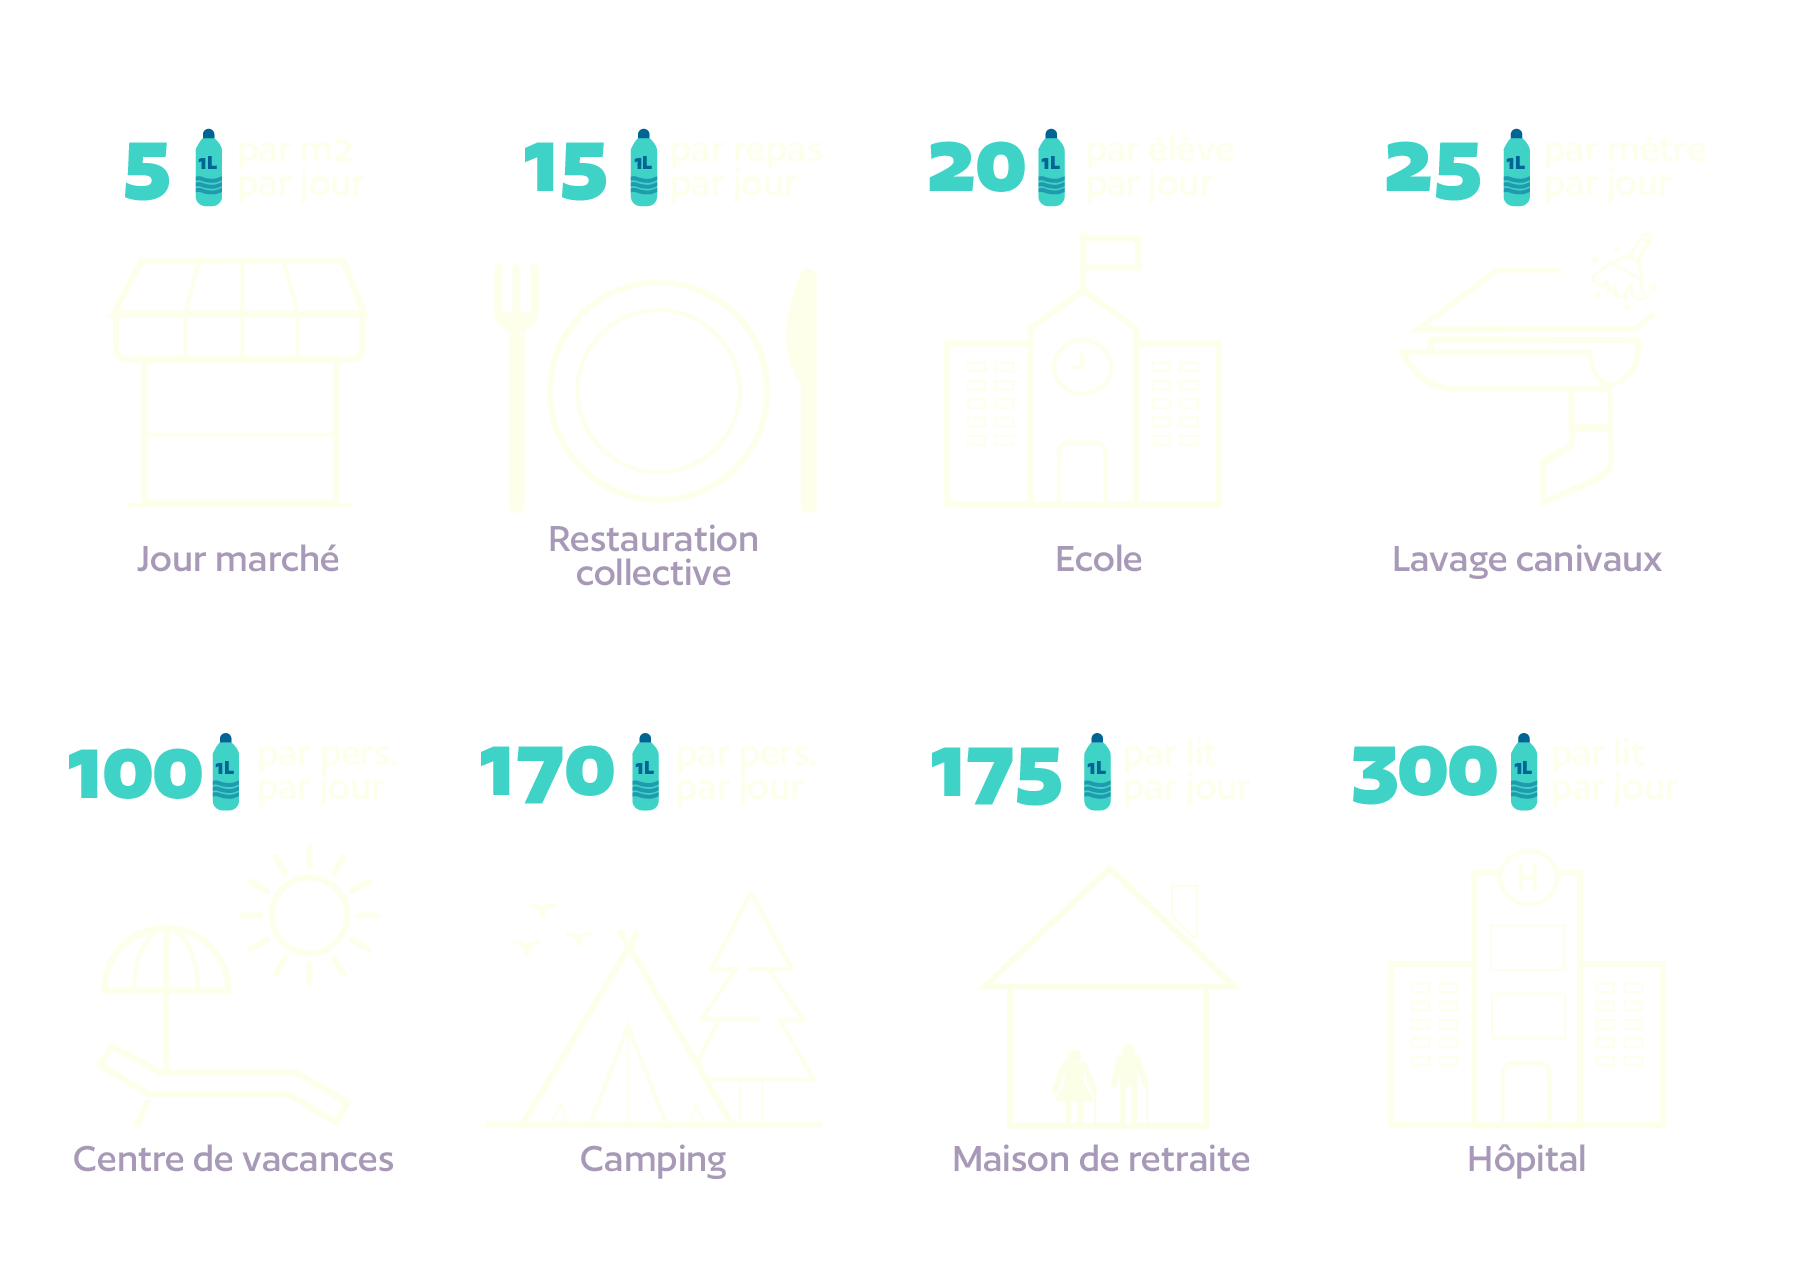 5 1L par m2
par jour
Jour marché
15 1L par repas
par jour
Restauration
collective
20 1L par élève
par jour
Ecole
25 1L par mètre
par jour
Lavage canivaux
100 1L par pers.
par jour
Centre de vacances
170 1L par pers.
par jour
Camping
175 1L par lit
par jour
Maison de retraite
300 1L par lit
par jour
H
Hôpital